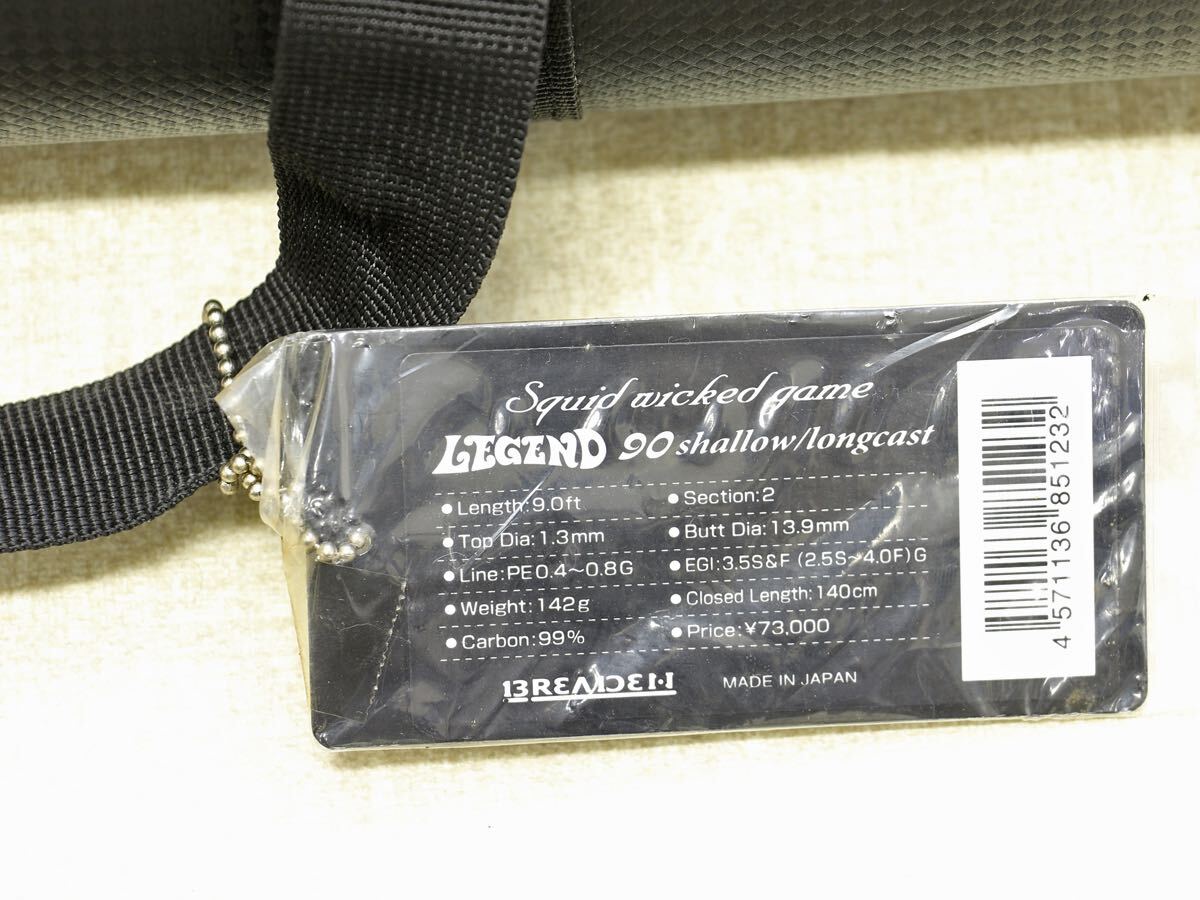 Squid wicked game
LEGEND 90 shallow/longcast
● Length:9.0ft ● Section:2
● Top Dia:1.3mm ● Butt Dia:13.9mm
● Line:PE0.4～0.8G ● EGI:3.5S&F (2.5S～4.0F)G
● Weight:142g ● Closed Length:140cm
● Carbon:99% ● Price:¥73,000
BREADEN MADE IN JAPAN
4 571136 851232